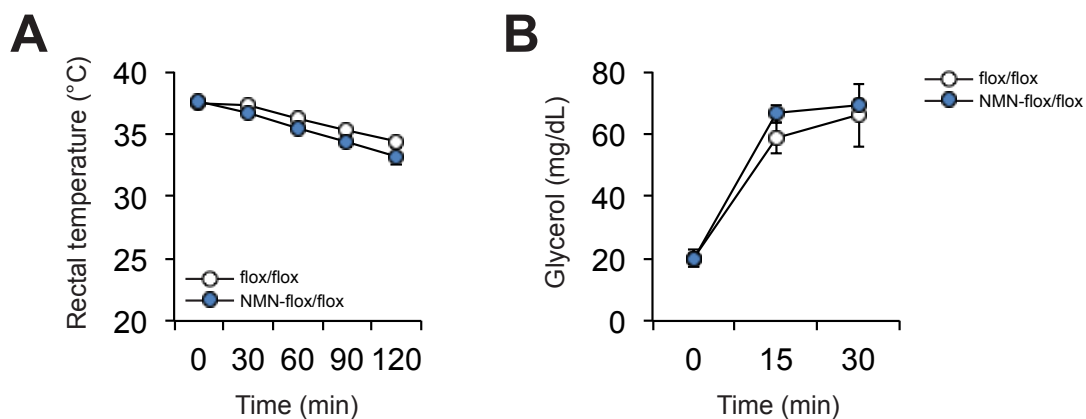 A
Rectal temperature (°C)
40
35
30
25
20
flox/flox
NMN-flox/flox
0 30 60 90 120
Time (min)
B
Glycerol (mg/dL)
80
60
40
20
0
0 15 30
Time (min)
flox/flox
NMN-flox/flox